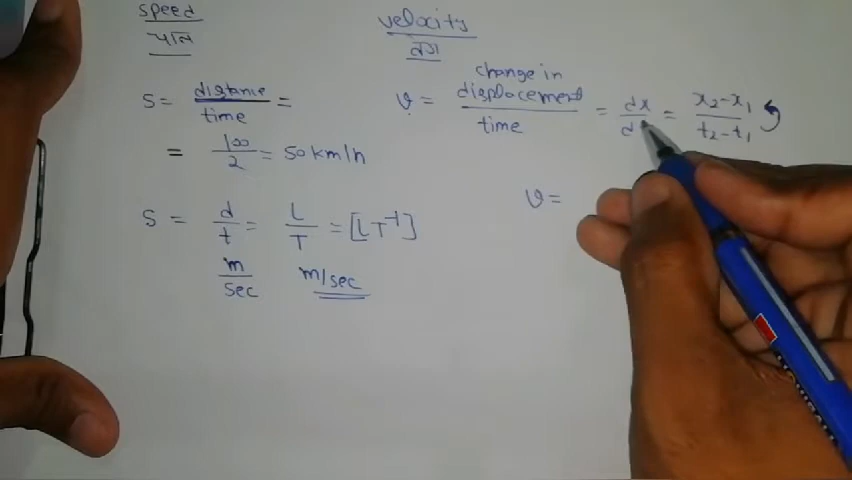 speed
চাল
S = distance / time =
= 100 / 2 = 50 km/h
S = d / t = L / T = [LT⁻¹]
m / sec m/sec
velocity
বেগ
v = change in displacement / time = dx / d = x₂-x₁ / t₂-t₁
v =